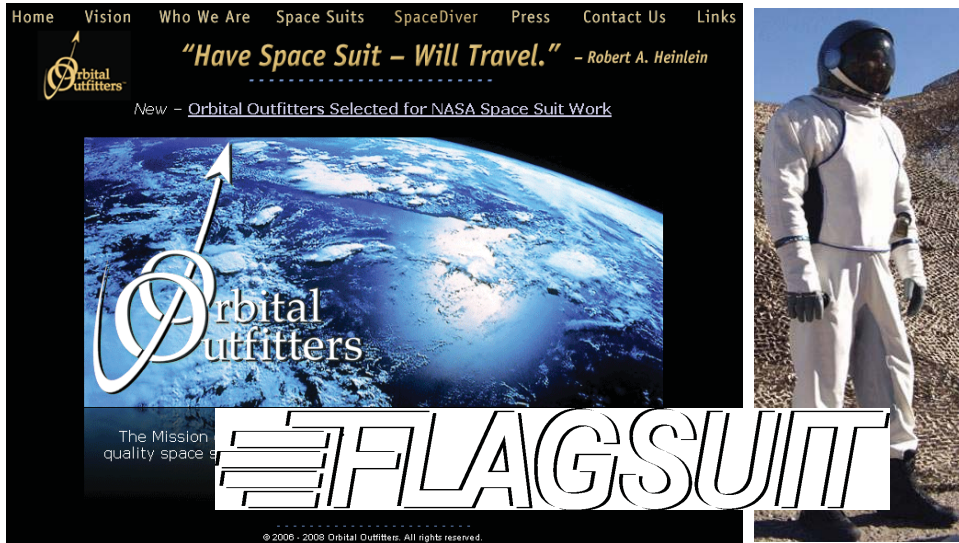 Home Vision Who We Are Space Suits SpaceDiver Press Contact Us Links
Orbital
Outfitters™
“Have Space Suit – Will Travel.” – Robert A. Heinlein
New – Orbital Outfitters Selected for NASA Space Suit Work
Orbital
Outfitters
The Mission
quality space
FLAGSUIT
© 2006 - 2008 Orbital Outfitters. All rights reserved.